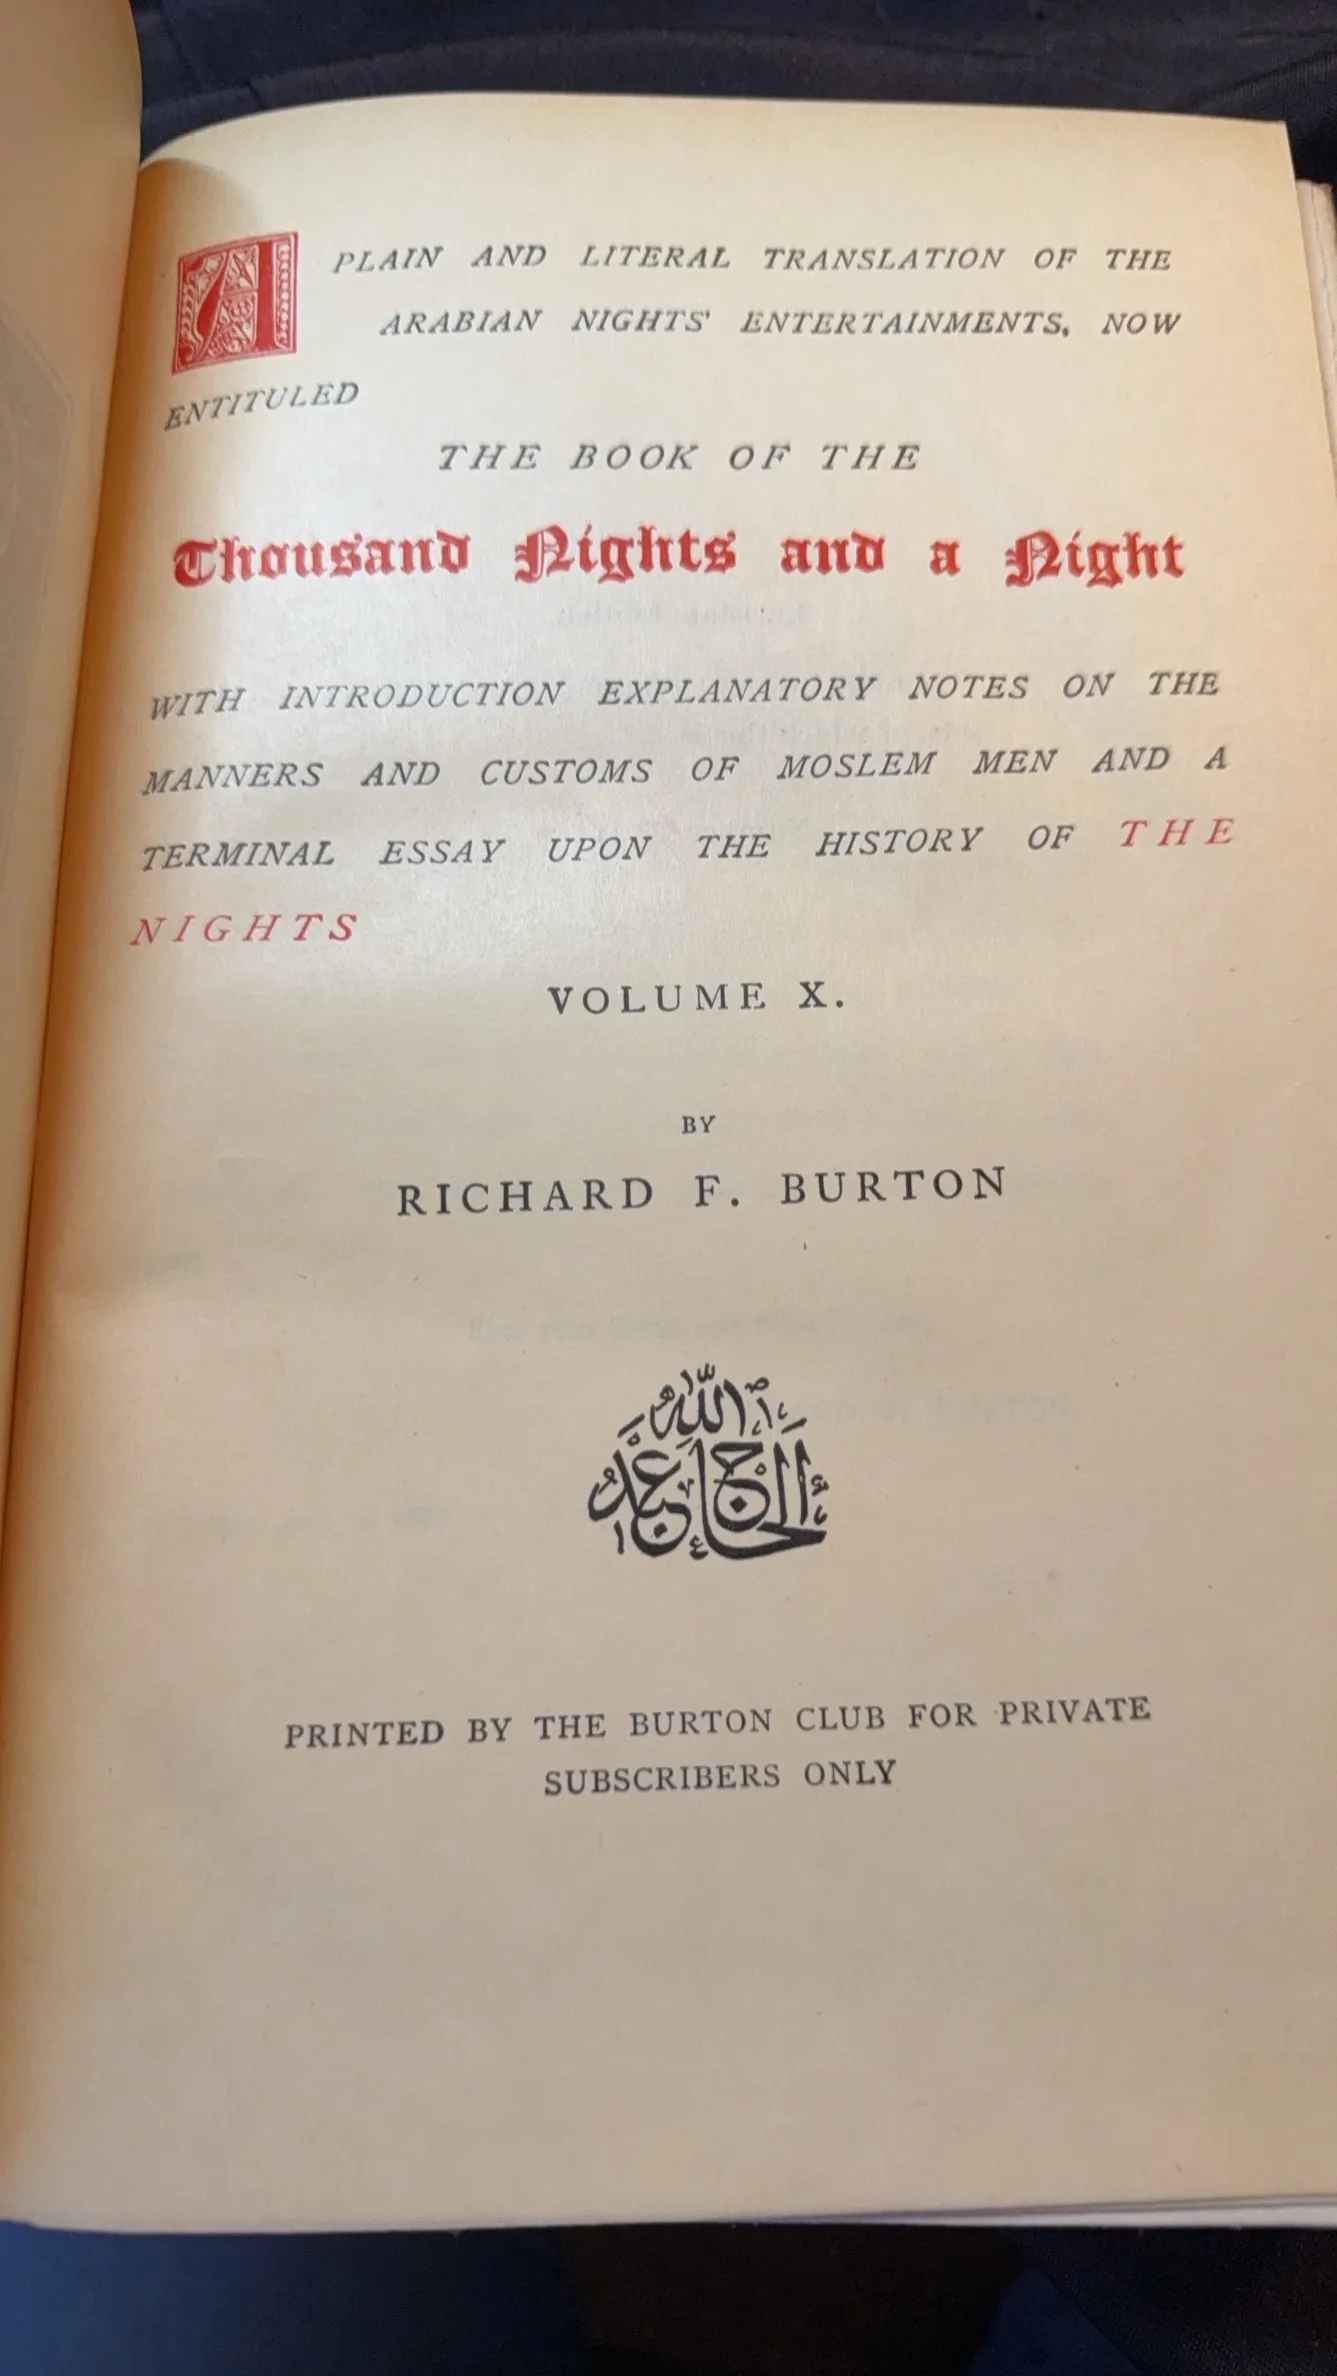 A PLAIN AND LITERAL TRANSLATION OF THE
ARABIAN NIGHTS' ENTERTAINMENTS, NOW
ENTITULED
THE BOOK OF THE
Thousand Nights and a Night
WITH INTRODUCTION EXPLANATORY NOTES ON THE
MANNERS AND CUSTOMS OF MOSLEM MEN AND A
TERMINAL ESSAY UPON THE HISTORY OF THE
NIGHTS
VOLUME X.
BY
RICHARD F. BURTON
الحاج عبد الله
PRINTED BY THE BURTON CLUB FOR PRIVATE
SUBSCRIBERS ONLY